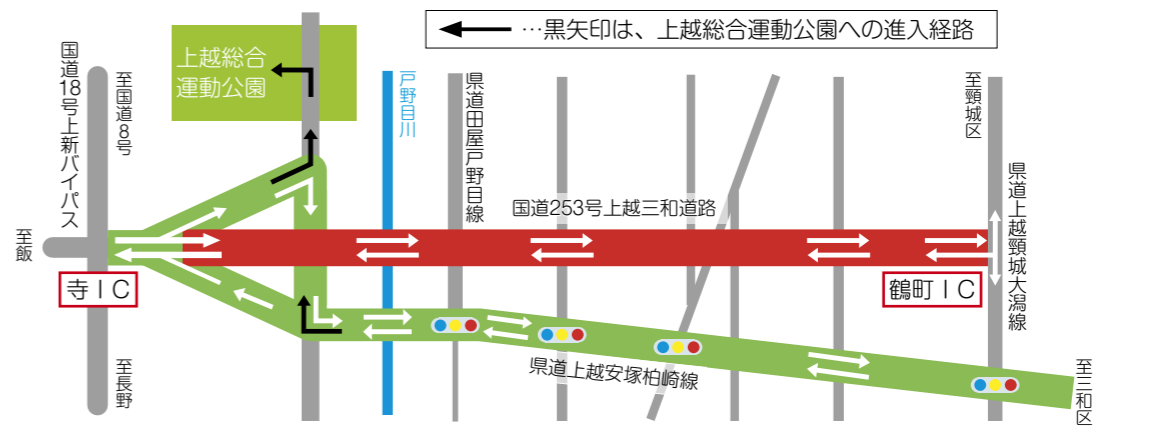 …黒矢印は、上越総合運動公園への進入経路
上越総合
運動公園
国道18号上新バイパス
至国道8号
戸野目川
県道田屋戸野目線
至頸城区
県道上越頸城大潟線
国道253号上越三和道路
至飯
寺IC
鶴町IC
県道上越安塚柏崎線
至長野
至三和区